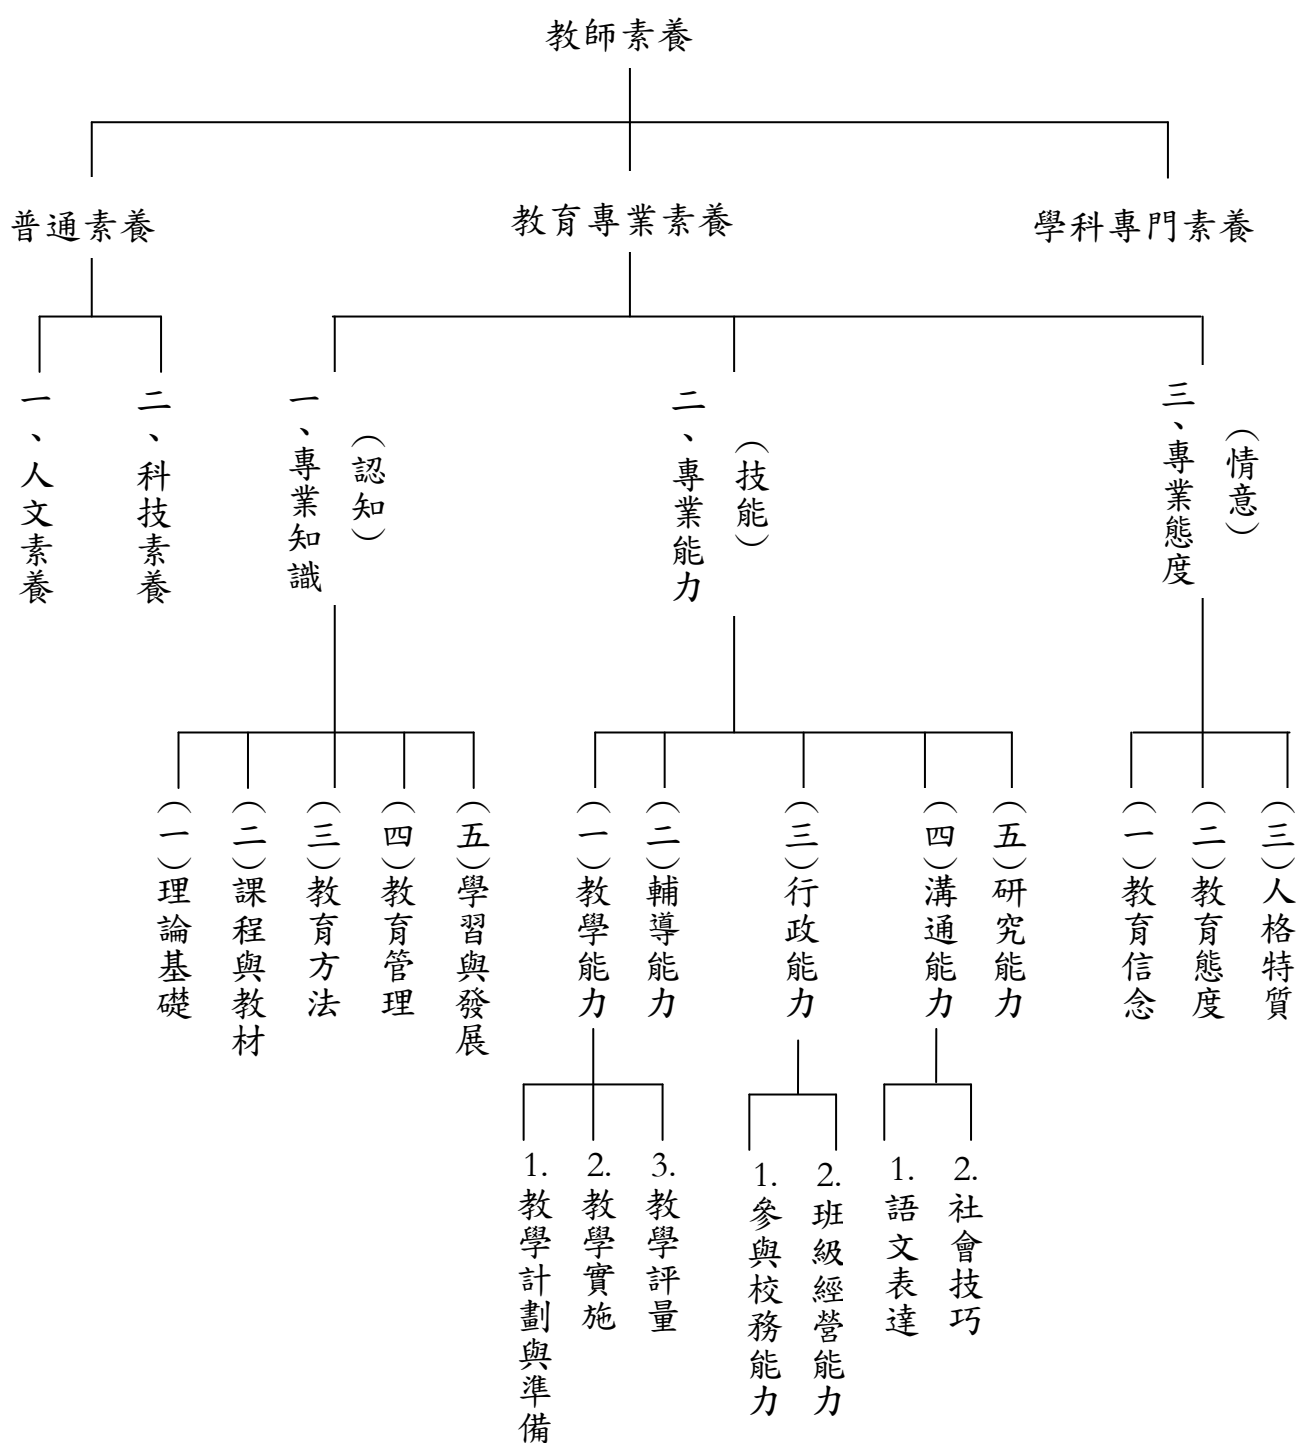 教師素養
普通素養
教育專業素養
學科專門素養
一、人文素養
二、科技素養
一、專業知識
（認知）
二、專業能力
（技能）
三、專業態度
（情意）
（一）理論基礎
（二）課程與教材
（三）教育方法
（四）教育管理
（五）學習與發展
（一）教學能力
（二）輔導能力
（三）行政能力
（四）溝通能力
（五）研究能力
（一）教育信念
（二）教育態度
（三）人格特質
1.教學計劃與準備
2.教學實施
3.教學評量
1.參與校務能力
2.班級經營能力
1.語文表達
2.社會技巧